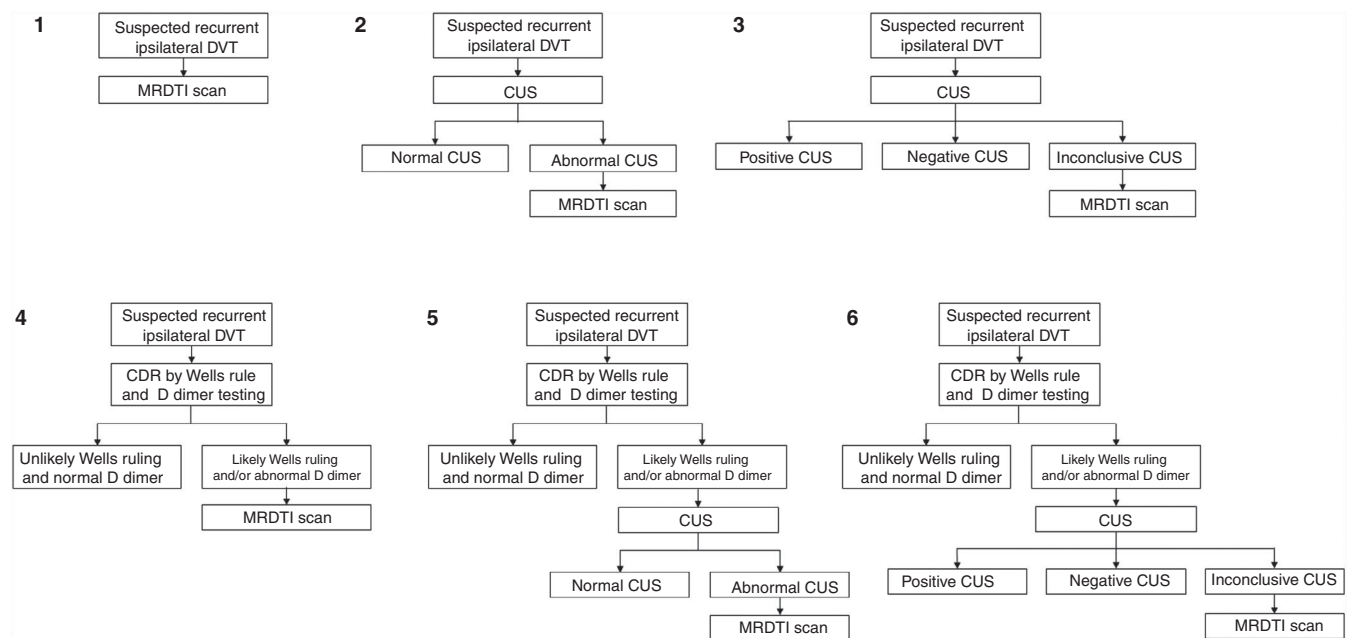 1
Suspected recurrent
ipsilateral DVT
MRDTI scan
2
Suspected recurrent
ipsilateral DVT
CUS
Normal CUS
Abnormal CUS
MRDTI scan
3
Suspected recurrent
ipsilateral DVT
CUS
Positive CUS
Negative CUS
Inconclusive CUS
MRDTI scan
4
Suspected recurrent
ipsilateral DVT
CDR by Wells rule
and D dimer testing
Unlikely Wells ruling
and normal D dimer
Likely Wells ruling
and/or abnormal D dimer
MRDTI scan
5
Suspected recurrent
ipsilateral DVT
CDR by Wells rule
and D dimer testing
Unlikely Wells ruling
and normal D dimer
Likely Wells ruling
and/or abnormal D dimer
CUS
Normal CUS
Abnormal CUS
MRDTI scan
6
Suspected recurrent
ipsilateral DVT
CDR by Wells rule
and D dimer testing
Unlikely Wells ruling
and normal D dimer
Likely Wells ruling
and/or abnormal D dimer
CUS
Positive CUS
Negative CUS
Inconclusive CUS
MRDTI scan